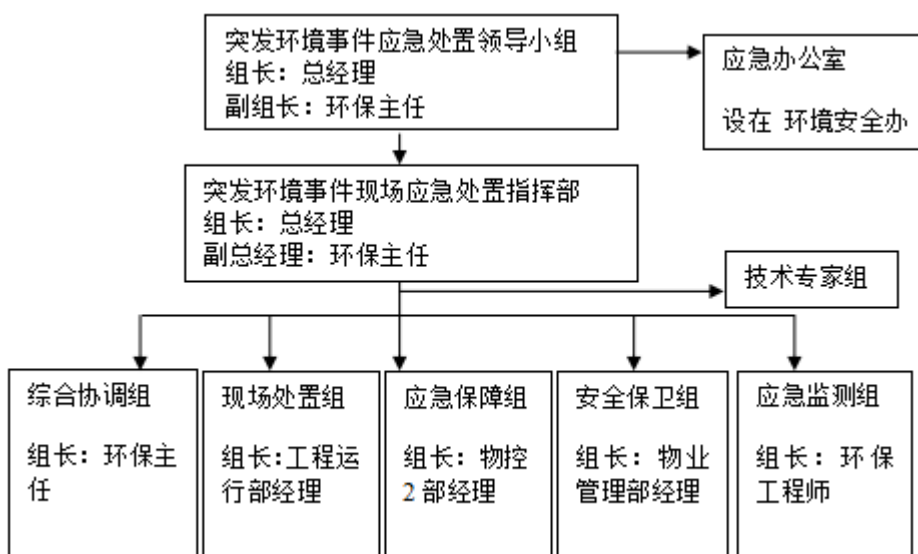 突发环境事件应急处置领导小组
组长：总经理
副组长：环保主任
应急办公室
设在 环境安全办
突发环境事件现场应急处置指挥部
组长：总经理
副总经理：环保主任
技术专家组
综合协调组
组长：环保主
任
现场处置组
组长:工程运
行部经理
应急保障组
组长：物控
2 部经理
安全保卫组
组长：物业
管理部经理
应急监测组
组长：环保
工程师